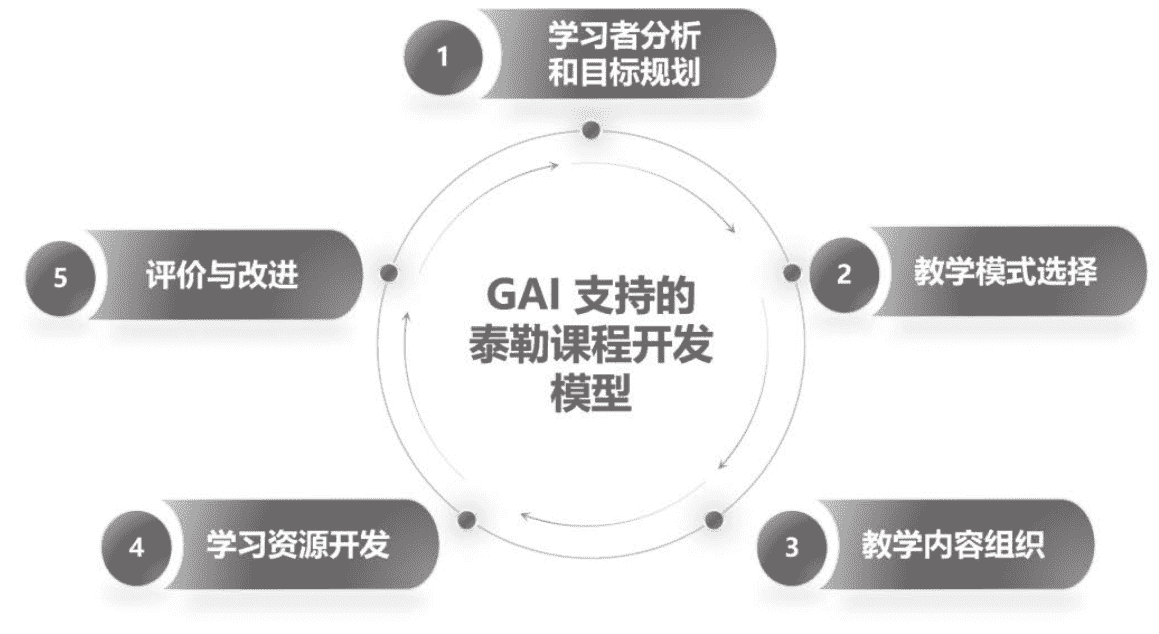 1
学习者分析
和目标规划
2
教学模式选择
3
教学内容组织
4
学习资源开发
5
评价与改进
GAI 支持的
泰勒课程开发
模型